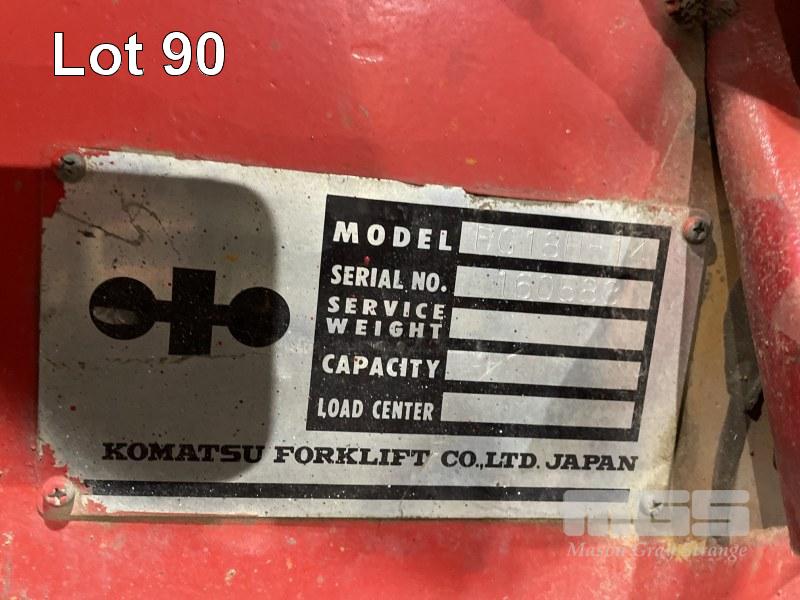 Lot 90
MODEL
SERIAL NO.
SERVICE WEIGHT
CAPACITY
LOAD CENTER
KOMATSU FORKLIFT CO.,LTD. JAPAN
MGS
Mason Gray Strange